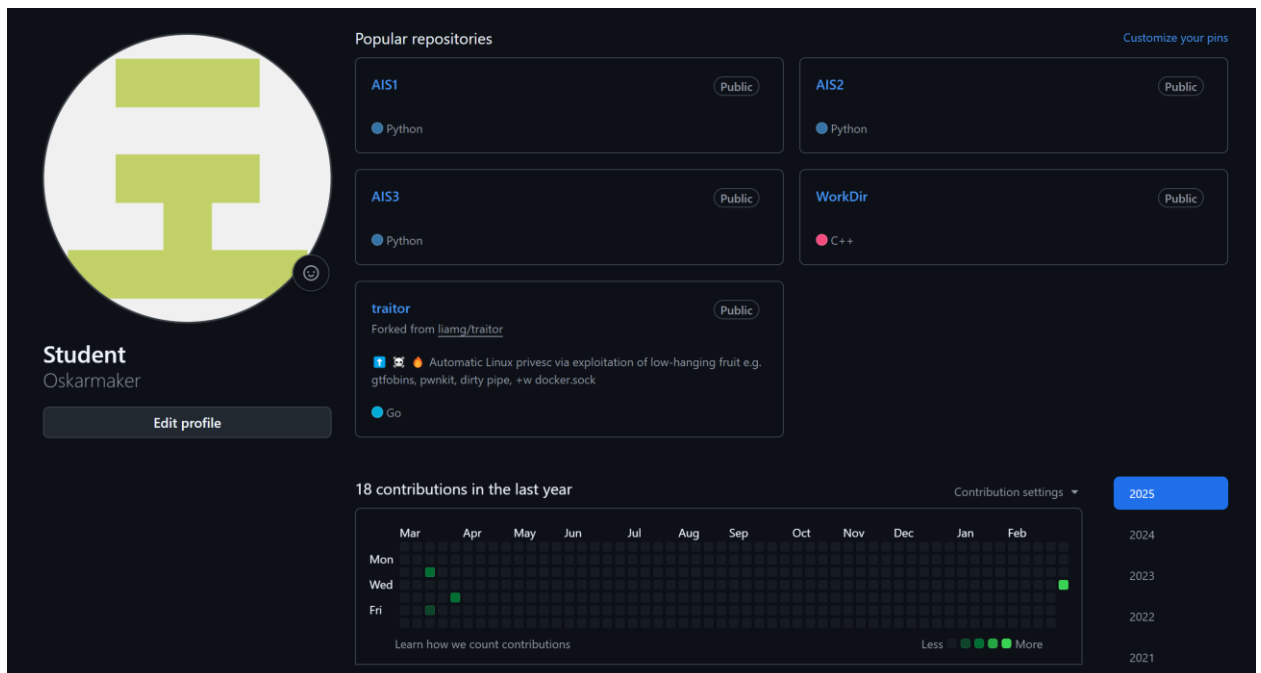 Popular repositories
Customize your pins
AIS1
Public
Python
AIS2
Public
Python
AIS3
Public
Python
WorkDir
Public
C++
traitor
Public
Forked from liamg/traitor
Automatic Linux privesc via exploitation of low-hanging fruit e.g.
gtfobins, pwnkit, dirty pipe, +w docker.sock
Go
Student
Oskarmaker
Edit profile
18 contributions in the last year
Contribution settings
2025
2024
2023
2022
2021
Mar Apr May Jun Jul Aug Sep Oct Nov Dec Jan Feb
Mon
Wed
Fri
Learn how we count contributions
Less More